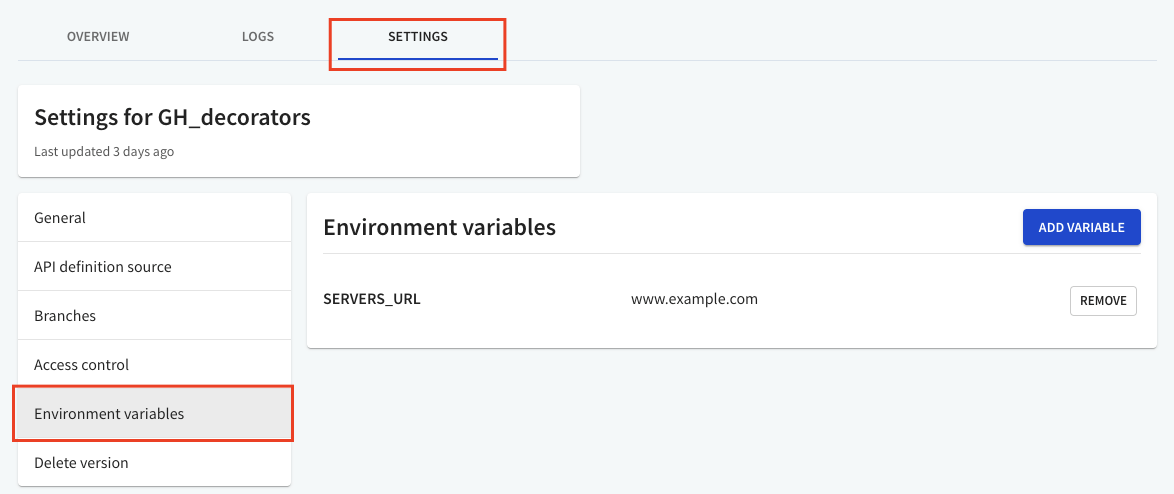 OVERVIEW
LOGS
SETTINGS
Settings for GH_decorators
Last updated 3 days ago
General
API definition source
Branches
Access control
Environment variables
Delete version
Environment variables
ADD VARIABLE
SERVERS_URL
www.example.com
REMOVE